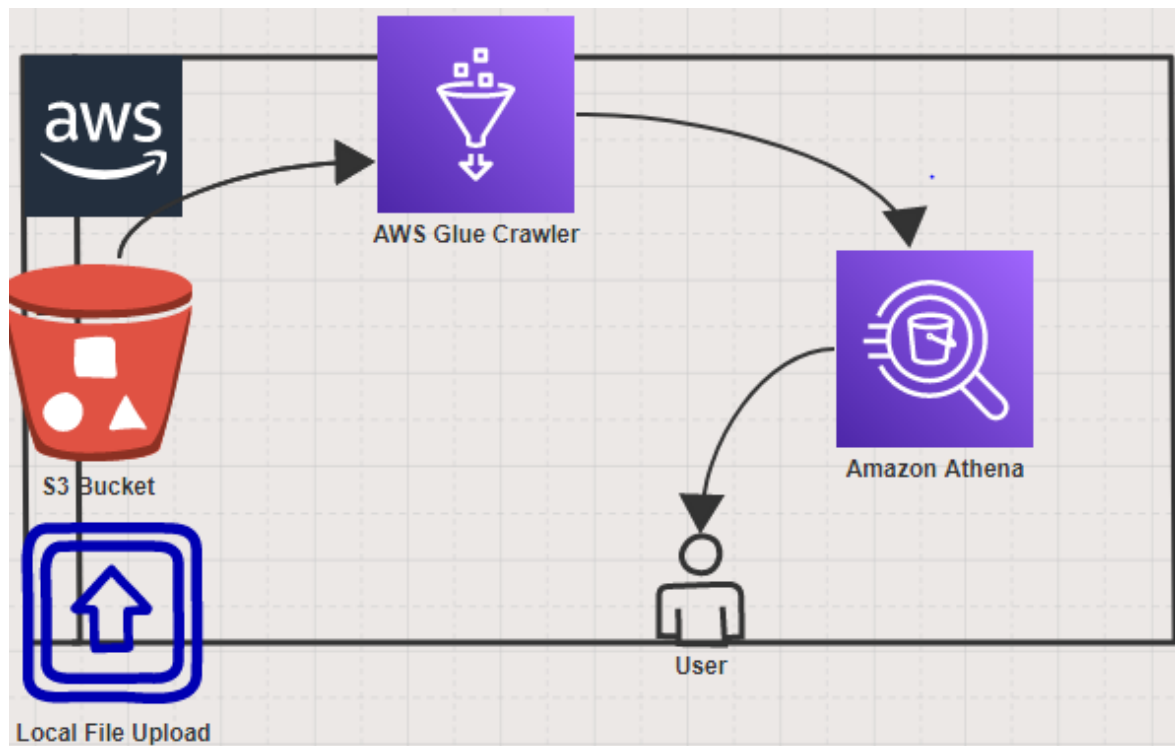 aws
AWS Glue Crawler
Amazon Athena
S3 Bucket
User
Local File Upload